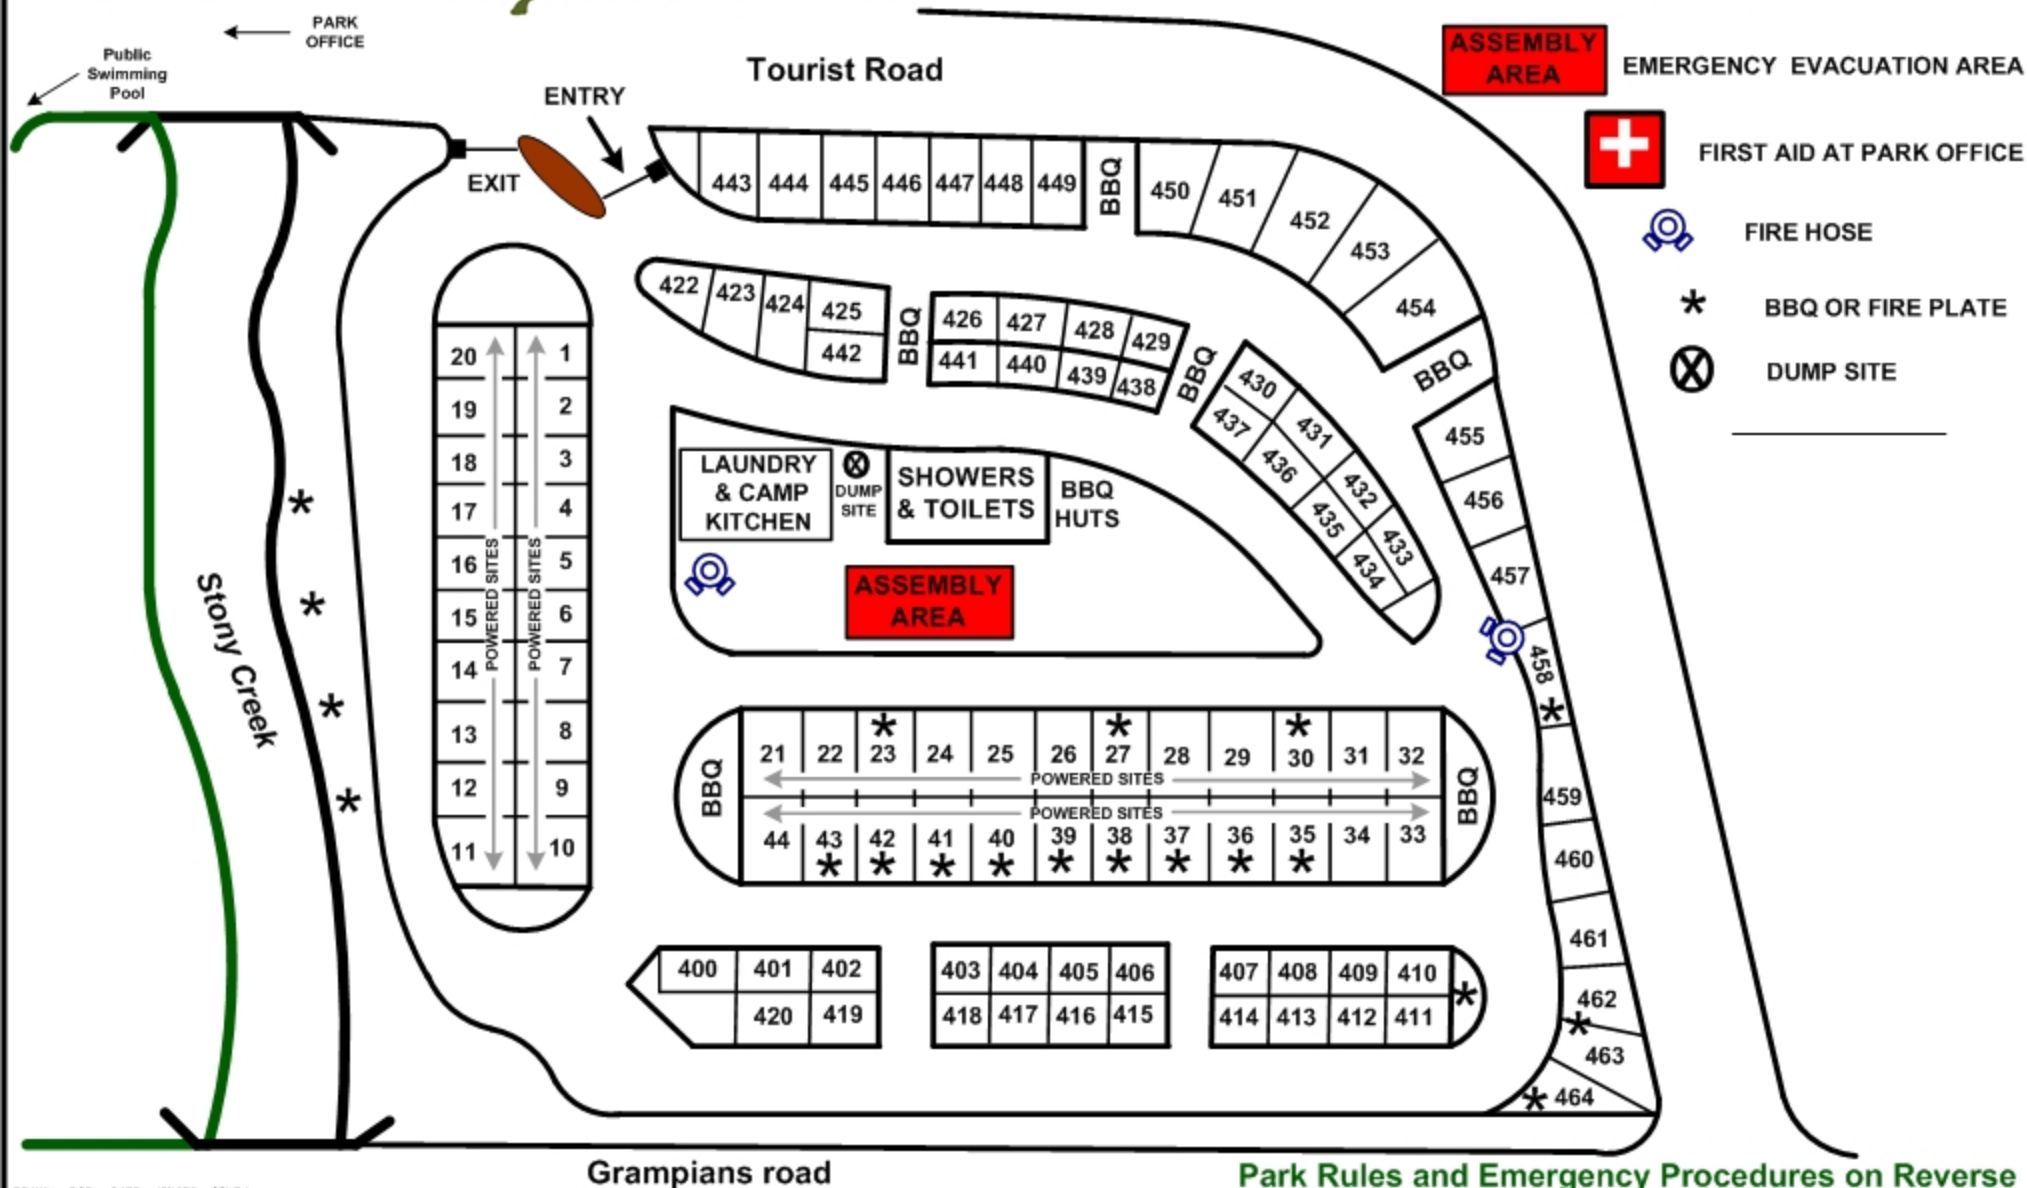 PARK
OFFICE
Public
Swimming
Pool
Tourist Road
ENTRY
EXIT
ASSEMBLY
AREA
EMERGENCY EVACUATION AREA
FIRST AID AT PARK OFFICE
FIRE HOSE
* BBQ OR FIRE PLATE
DUMP SITE
443 444 445 446 447 448 449
BBQ
450
451
452
453
454
BBQ
455
456
457
458
*
459
460
461
462
*
463
* 464
422 423 424 425
442
BBQ
426 427 428 429
441 440 439 438
BBQ
430 431 432 433
437 436 435 434
20 1
19 2
18 3
17 4
16 5
15 6
14 7
13 8
12 9
11 10
POWERED SITES
POWERED SITES
LAUNDRY
& CAMP
KITCHEN
DUMP
SITE
SHOWERS
& TOILETS
BBQ
HUTS
ASSEMBLY
AREA
Stony Creek
*
*
*
*
BBQ
* * *
21 22 23 24 25 26 27 28 29 30 31 32
POWERED SITES
POWERED SITES
44 43 42 41 40 39 38 37 36 35 34 33
* * * * * * * * *
BBQ
400 401 402
420 419
403 404 405 406
418 417 416 415
407 408 409 410
414 413 412 411
*
Grampians road
Park Rules and Emergency Procedures on Reverse